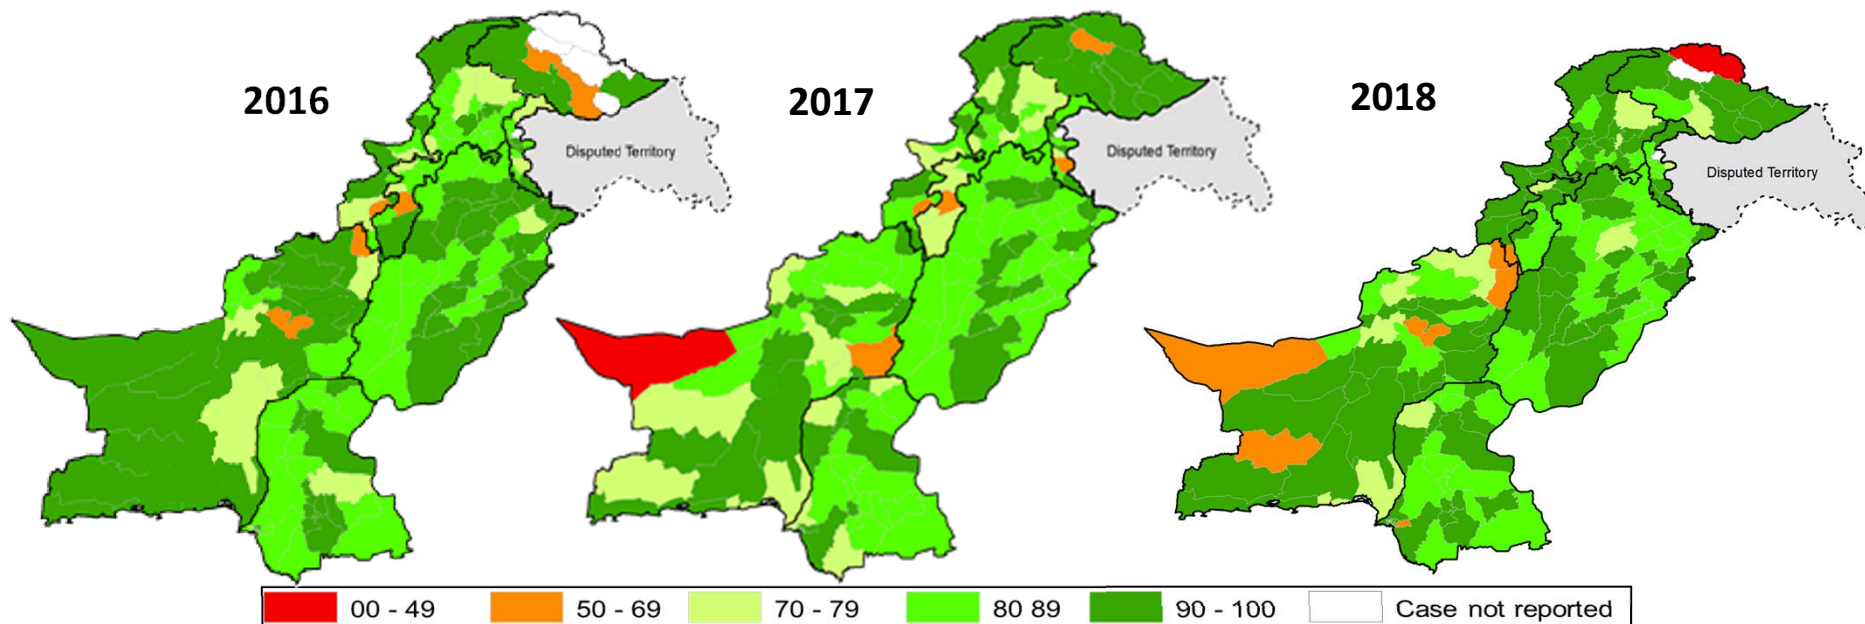 2016
2017
2018
Disputed Territory
Disputed Territory
Disputed Territory
00 - 49
50 - 69
70 - 79
80 89
90 - 100
Case not reported